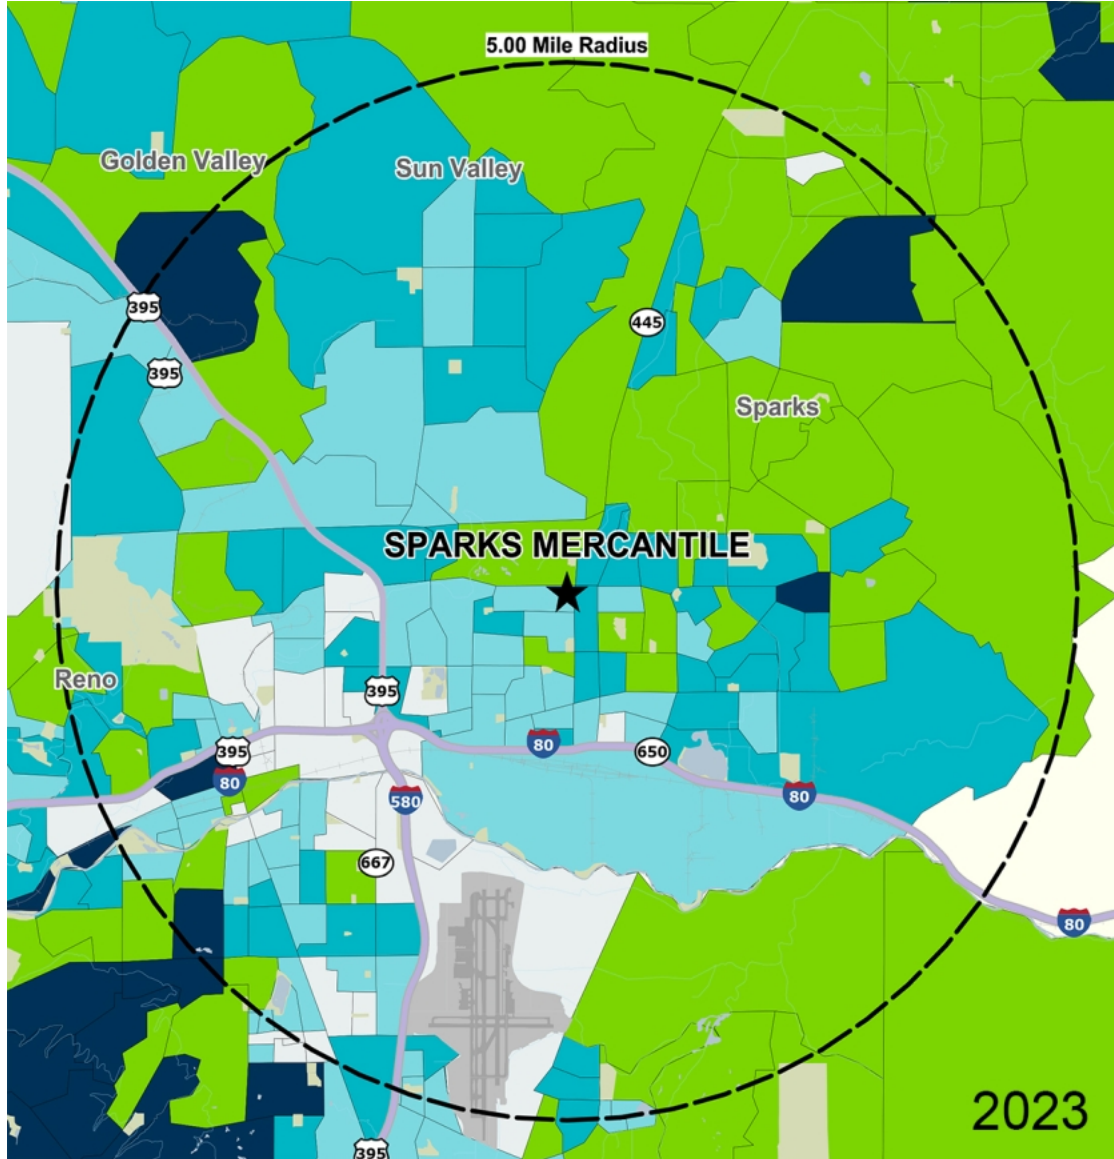 5.00 Mile Radius
Golden Valley
Sun Valley
395
445
395
Sparks
SPARKS MERCANTILE
Reno
395
395
80
650
80
580
80
667
80
2023
395